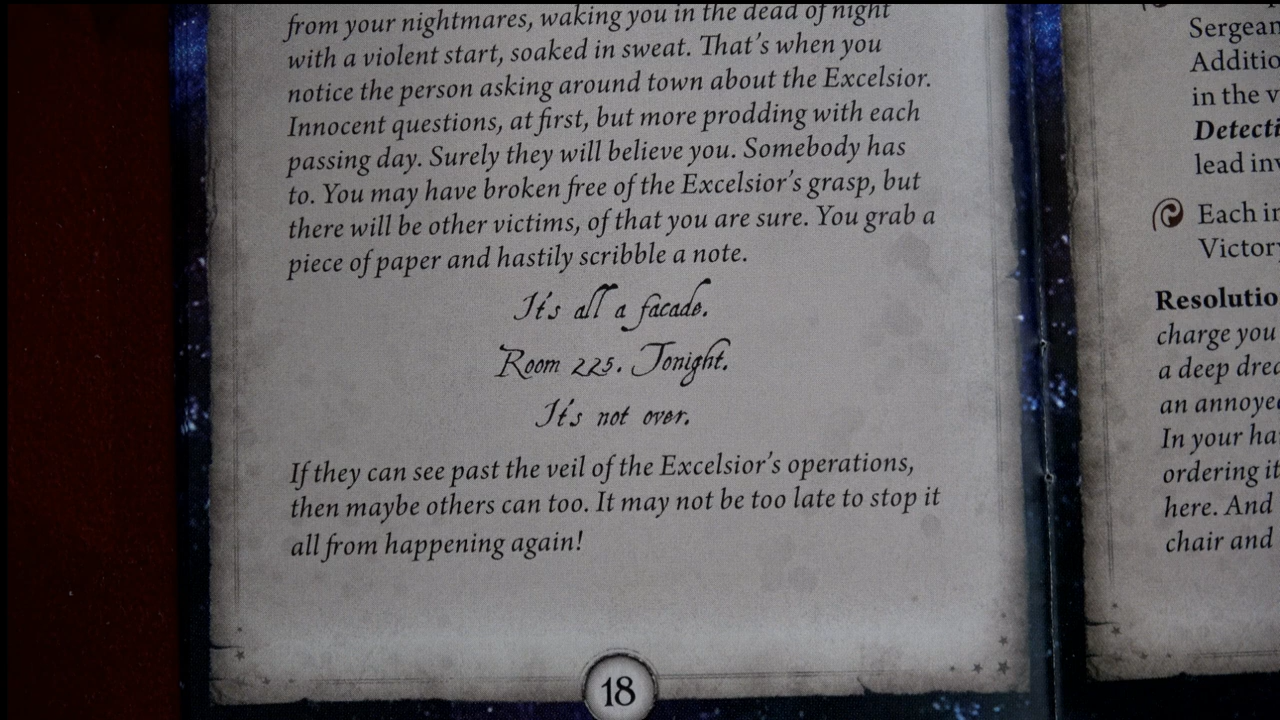 from your nightmares, waking you in the dead of night
with a violent start, soaked in sweat. That's when you
notice the person asking around town about the Excelsior.
Innocent questions, at first, but more prodding with each
passing day. Surely they will believe you. Somebody has
to. You may have broken free of the Excelsior's grasp, but
there will be other victims, of that you are sure. You grab a
piece of paper and hastily scribble a note.
It's all a facade.
Room 225. Tonight.
It's not over.
If they can see past the veil of the Excelsior's operations,
then maybe others can too. It may not be too late to stop it
all from happening again!
18
Sergean
Additio
in the v
Detecti
lead inv
Each in
Victory
Resolutio
charge you
a deep drea
an annoyed
In your ha
ordering it
here. And
chair and